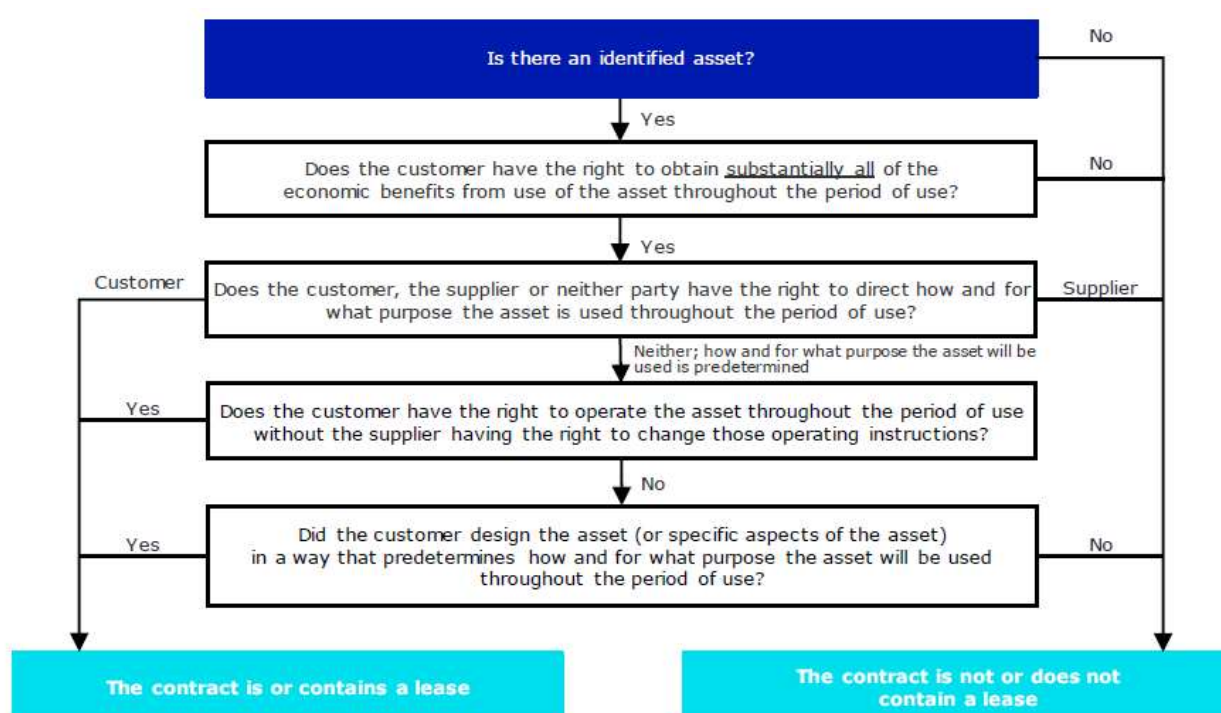 Is there an identified asset?
No
Yes
Does the customer have the right to obtain substantially all of the
economic benefits from use of the asset throughout the period of use?
No
Yes
Customer
Does the customer, the supplier or neither party have the right to direct how and for
what purpose the asset is used throughout the period of use?
Supplier
Neither; how and for what purpose the asset will be
used is predetermined
Yes
Does the customer have the right to operate the asset throughout the period of use
without the supplier having the right to change those operating instructions?
No
Yes
Did the customer design the asset (or specific aspects of the asset)
in a way that predetermines how and for what purpose the asset will be used
throughout the period of use?
No
The contract is or contains a lease
The contract is not or does not
contain a lease